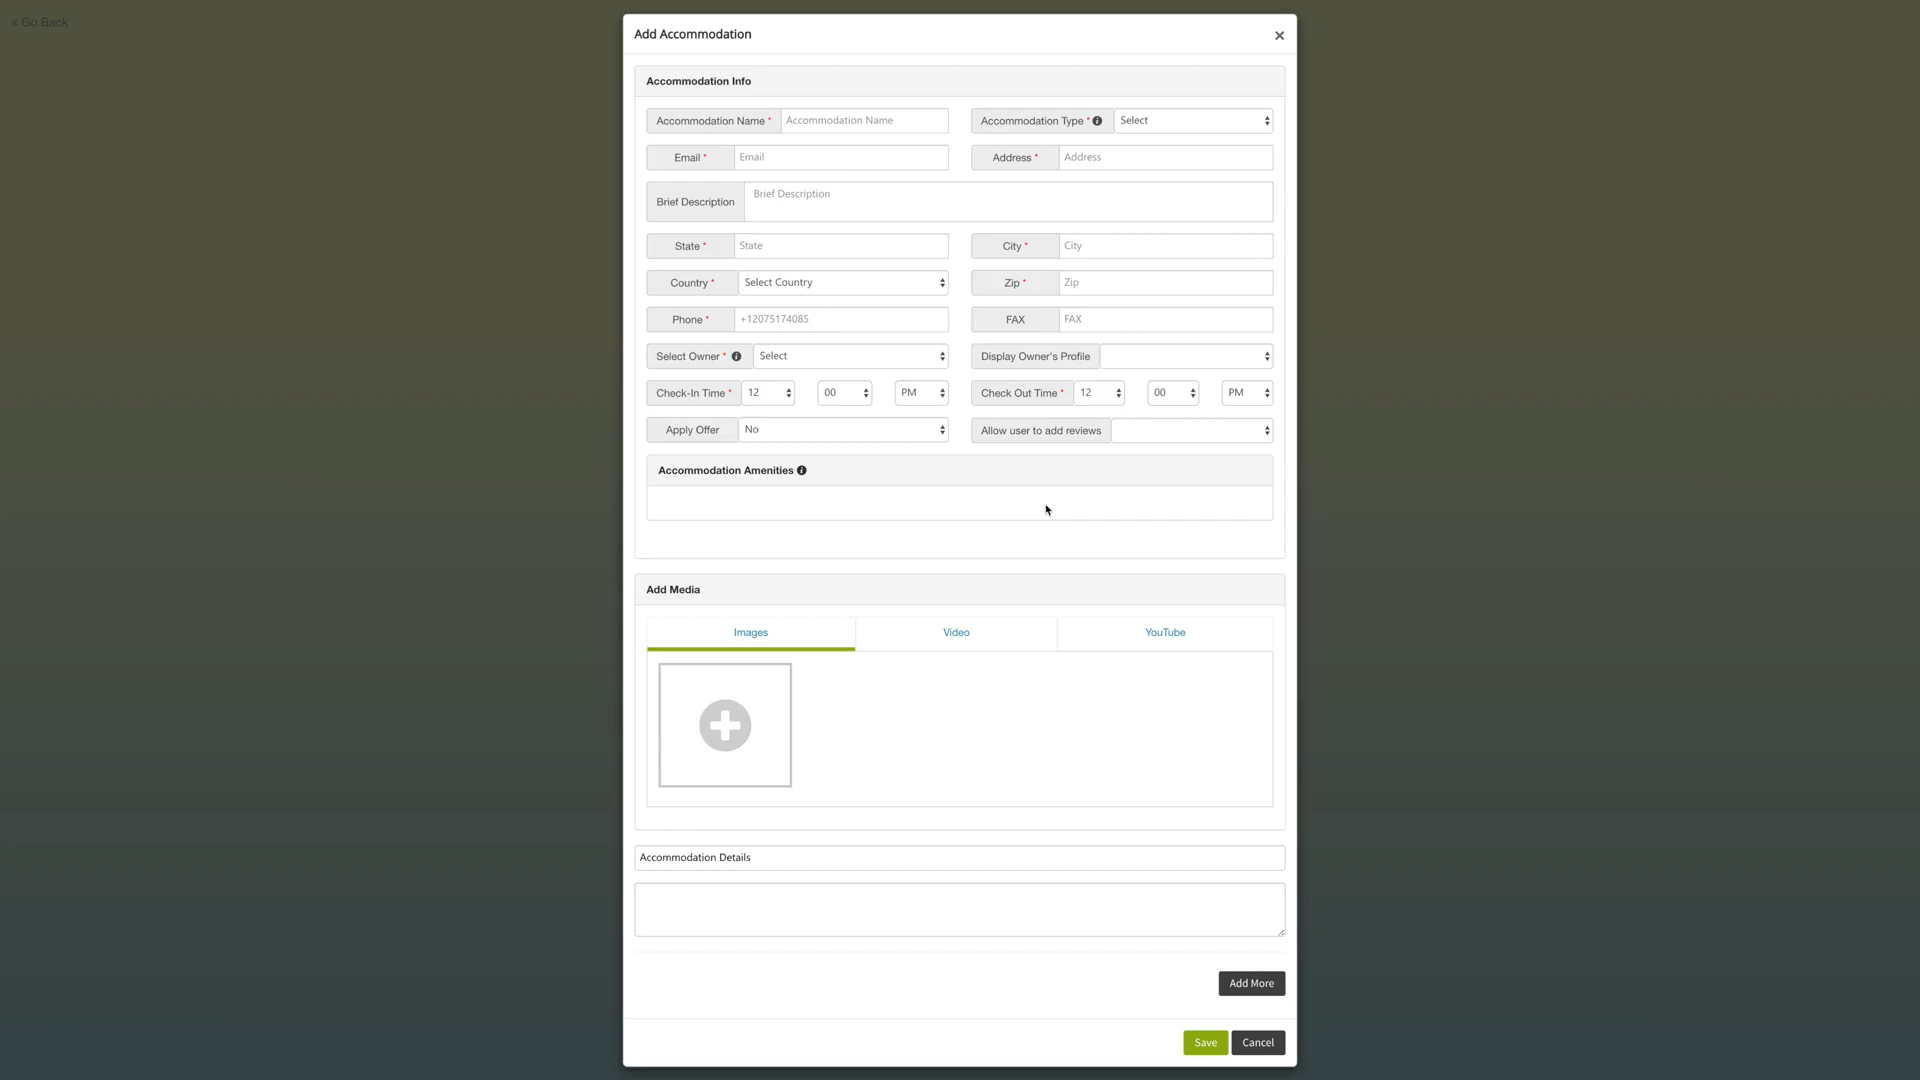 < Go Back
Add Accommodation ×
Accommodation Info
Accommodation Name * Accommodation Name Accommodation Type * Select
Email * Email Address * Address
Brief Description Brief Description
State * State City * City
Country * Select Country Zip * Zip
Phone * +12075174085 FAX FAX
Select Owner * Select Display Owner's Profile
Check-In Time * 12 00 PM Check Out Time * 12 00 PM
Apply Offer No Allow user to add reviews
Accommodation Amenities
Add Media
Images Video YouTube
Accommodation Details
Add More
Save Cancel